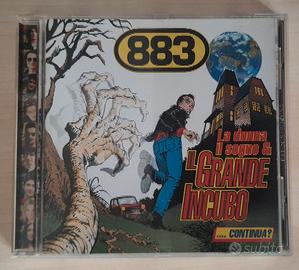 883
La donna
il sogno &
IL GRANDE
INCUBO
.... CONTINUA?
subito